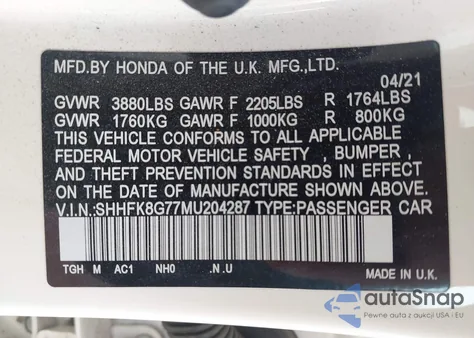 MFD.BY HONDA OF THE U.K.MFG.,LTD.
04/21
GVWR 3880LBS GAWR F 2205LBS R 1764LBS
GVWR 1760KG GAWR F 1000KG R 800KG
THIS VEHICLE CONFORMS TO ALL APPLICABLE
FEDERAL MOTOR VEHICLE SAFETY , BUMPER ,
AND THEFT PREVENTION STANDARDS IN EFFECT
ON THE DATE OF MANUFACTURE SHOWN ABOVE.
V.I.N.:SHHFK8G77MU204287 TYPE:PASSENGER CAR
TGH M AC1 NH0 .N.U
MADE IN U.K.
autoSnap
Pewne auta z aukcji USA i EU